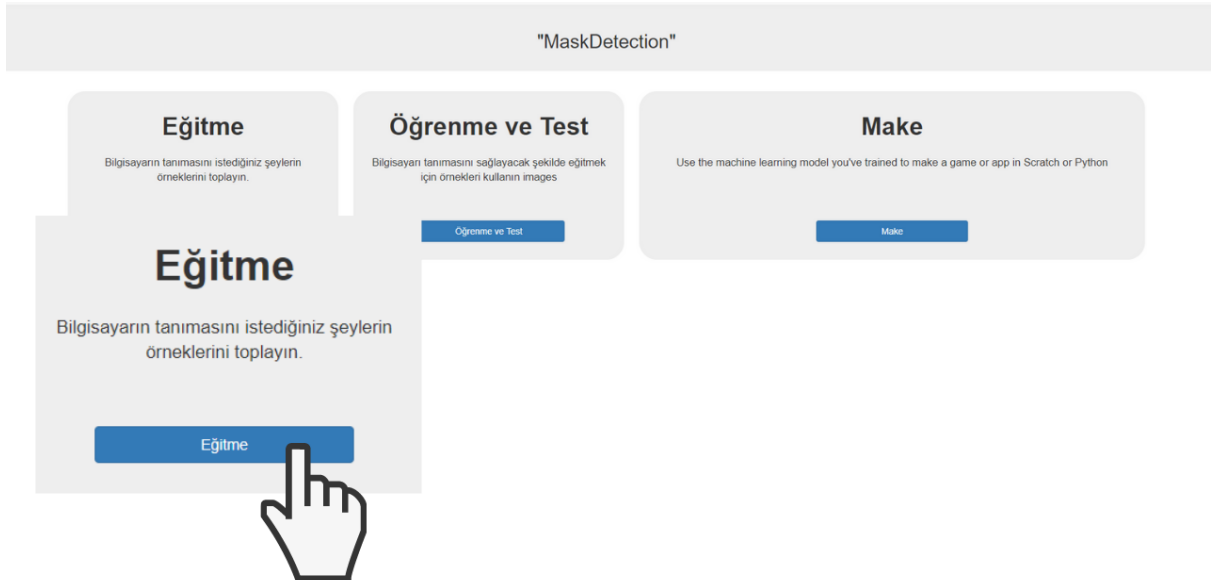 "MaskDetection"
Eğitme
Bilgisayarın tanımasını istediğiniz şeylerin
örneklerini toplayın.
Öğrenme ve Test
Bilgisayarı tanımasını sağlayacak şekilde eğitmek
için örnekleri kullanın images
Öğrenme ve Test
Make
Use the machine learning model you've trained to make a game or app in Scratch or Python
Make
Eğitme
Bilgisayarın tanımasını istediğiniz şeylerin
örneklerini toplayın.
Eğitme